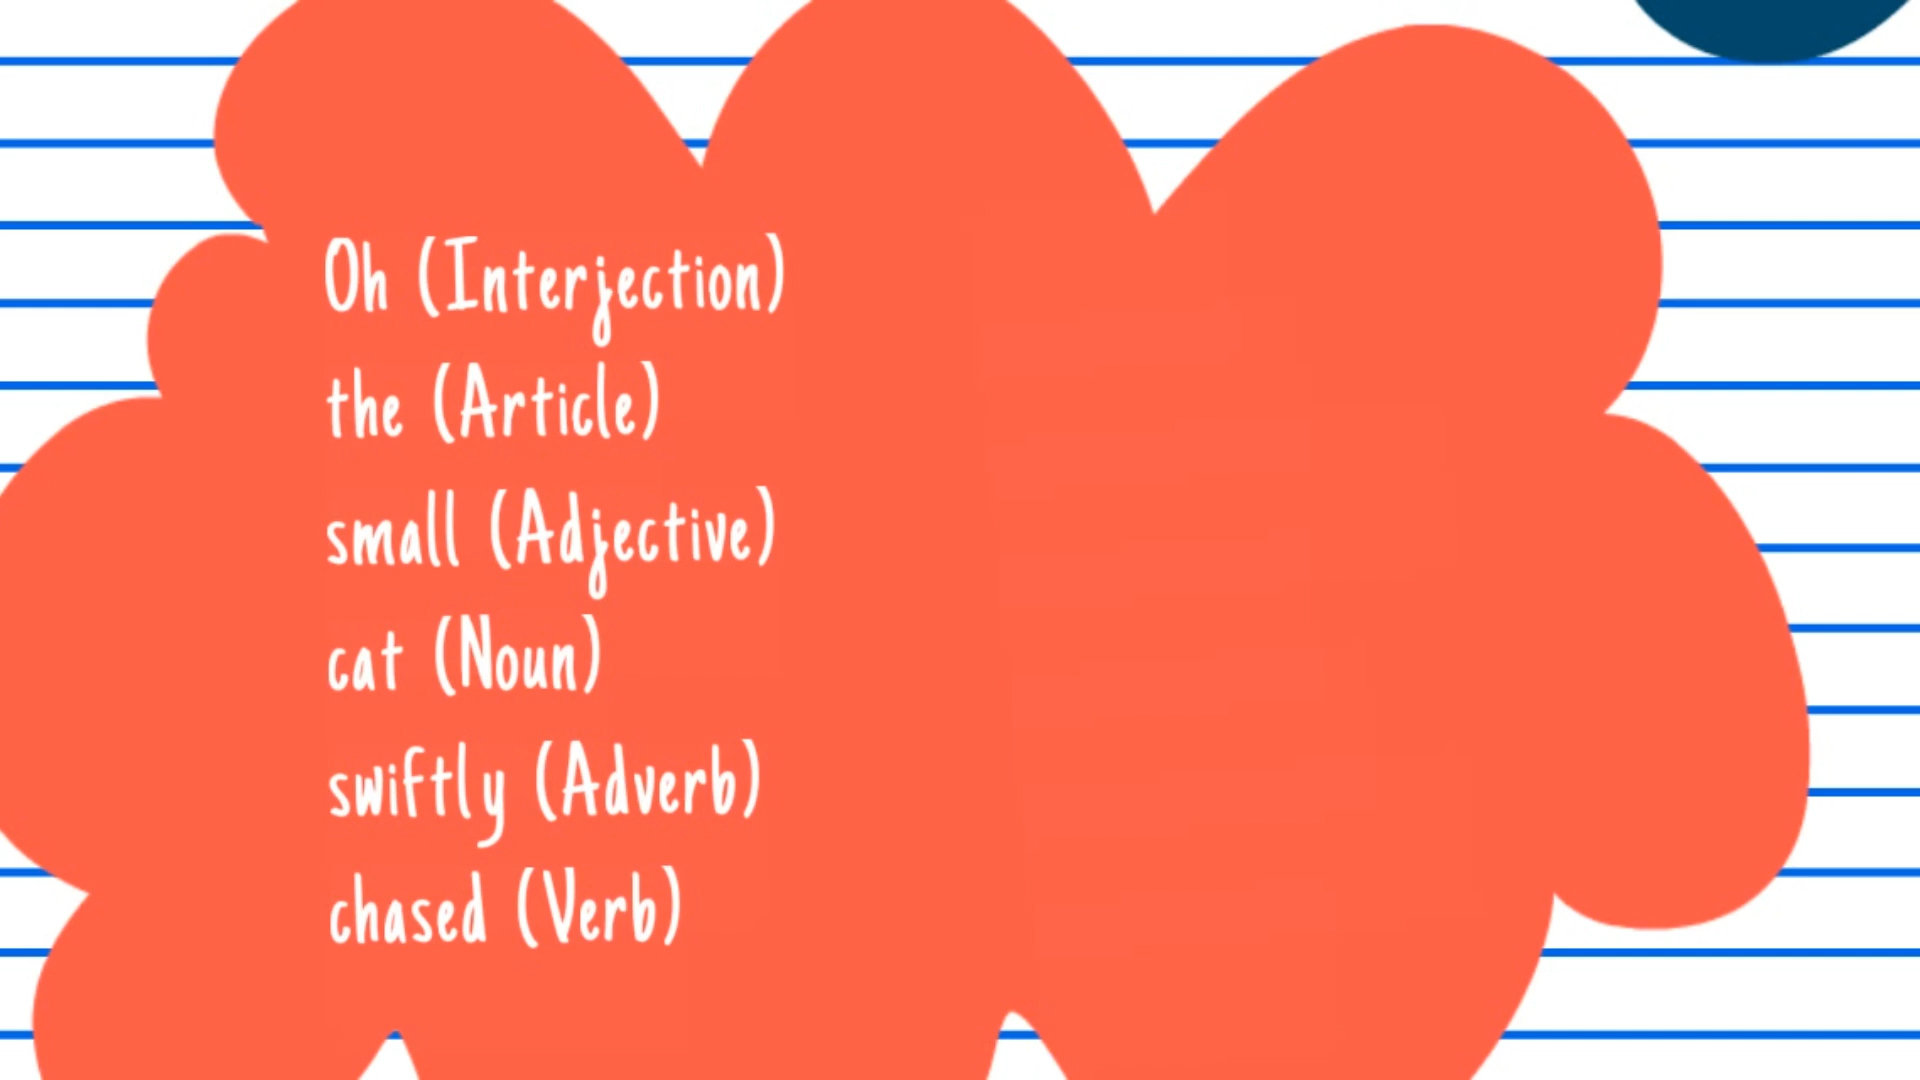 Oh (Interjection)
the (Article)
small (Adjective)
cat (Noun)
swiftly (Adverb)
chased (Verb)